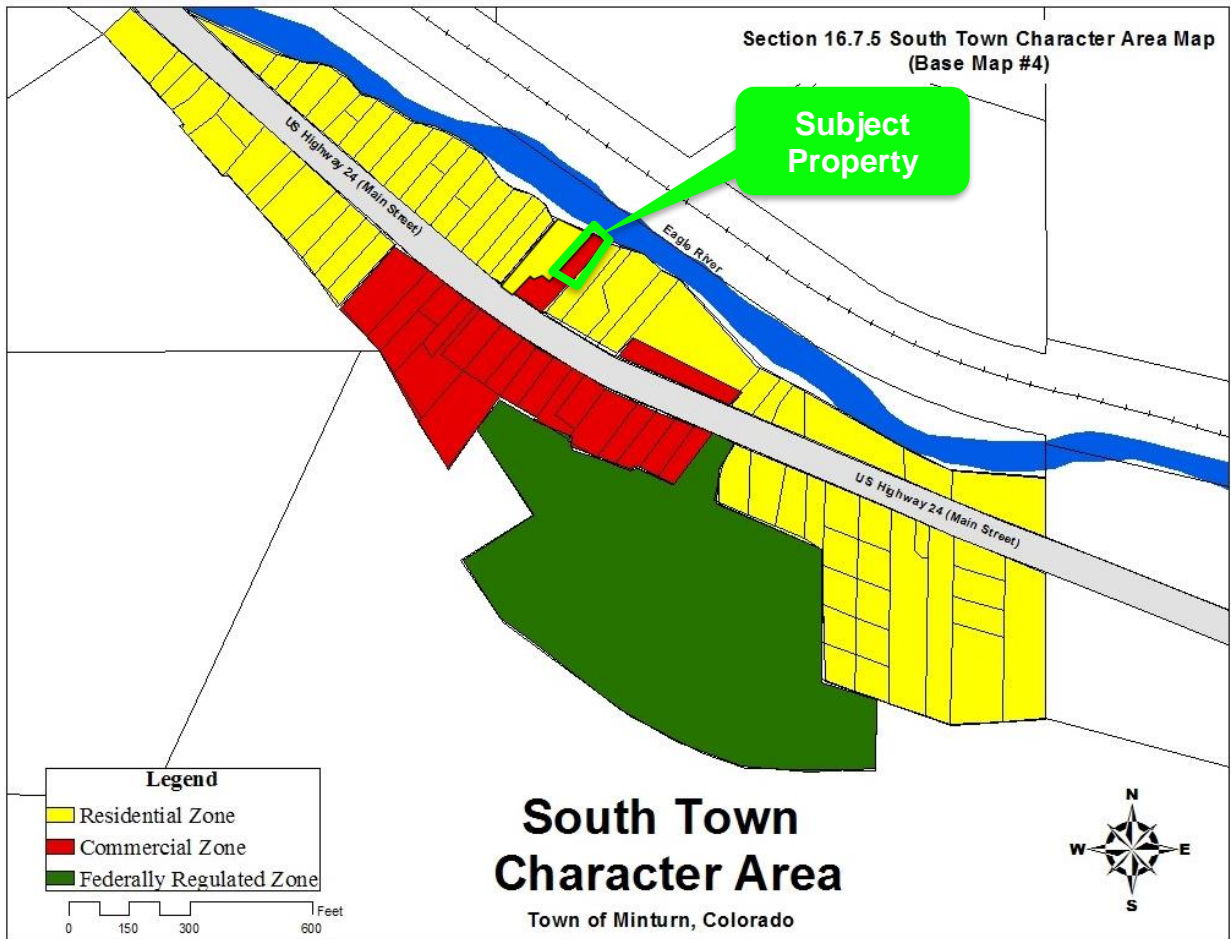 Section 16.7.5 South Town Character Area Map
(Base Map #4)
Subject
Property
US Highway 24 (Main Street)
Eagle River
US Highway 24 (Main Street)
Legend
Residential Zone
Commercial Zone
Federally Regulated Zone
Feet
0 150 300 600
South Town
Character Area
Town of Minturn, Colorado
N
W E
S